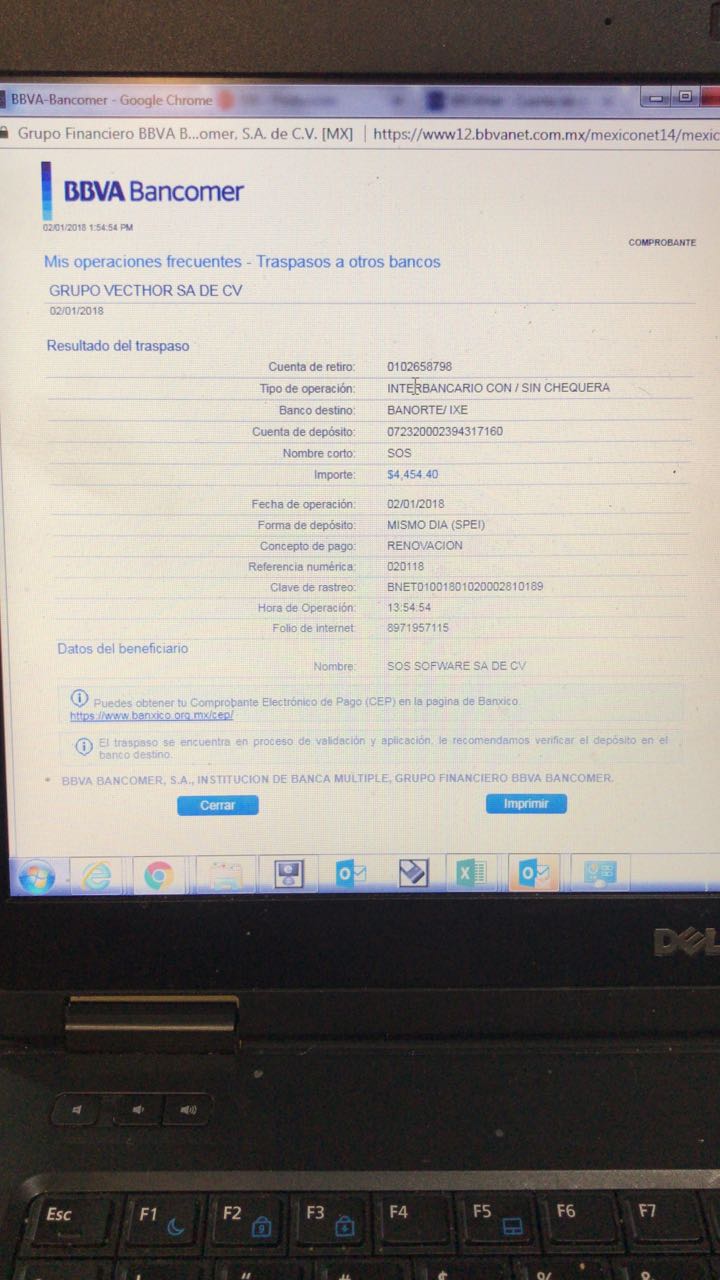 BBVA-Bancomer - Google Chrome
Grupo Financiero BBVA B...omer, S.A. de C.V. [MX] https://www12.bbvanet.com.mx/mexiconet14/mexic
BBVA Bancomer
02/01/2018 1:54:54 PM
COMPROBANTE
Mis operaciones frecuentes - Traspasos a otros bancos
GRUPO VECTHOR SA DE CV
02/01/2018
Resultado del traspaso
Cuenta de retiro: 0102658798
Tipo de operación: INTERBANCARIO CON / SIN CHEQUERA
Banco destino: BANORTE/ IXE
Cuenta de depósito: 072320002394317160
Nombre corto: SOS
Importe: $4,454.40
Fecha de operación: 02/01/2018
Forma de depósito: MISMO DIA (SPEI)
Concepto de pago: RENOVACION
Referencia numérica: 020118
Clave de rastreo: BNET01001801020002810189
Hora de Operación: 13:54:54
Folio de internet: 8971957115
Datos del beneficiario
Nombre: SOS SOFWARE SA DE CV
Puedes obtener tu Comprobante Electrónico de Pago (CEP) en la pagina de Banxico.
https://www.banxico.org.mx/cep/
El traspaso se encuentra en proceso de validación y aplicación, le recomendamos verificar el depósito en el
banco destino.
* BBVA BANCOMER, S.A., INSTITUCION DE BANCA MULTIPLE, GRUPO FINANCIERO BBVA BANCOMER.
Cerrar Imprimir
DELL
Esc F1 F2 F3 F4 F5 F6 F7